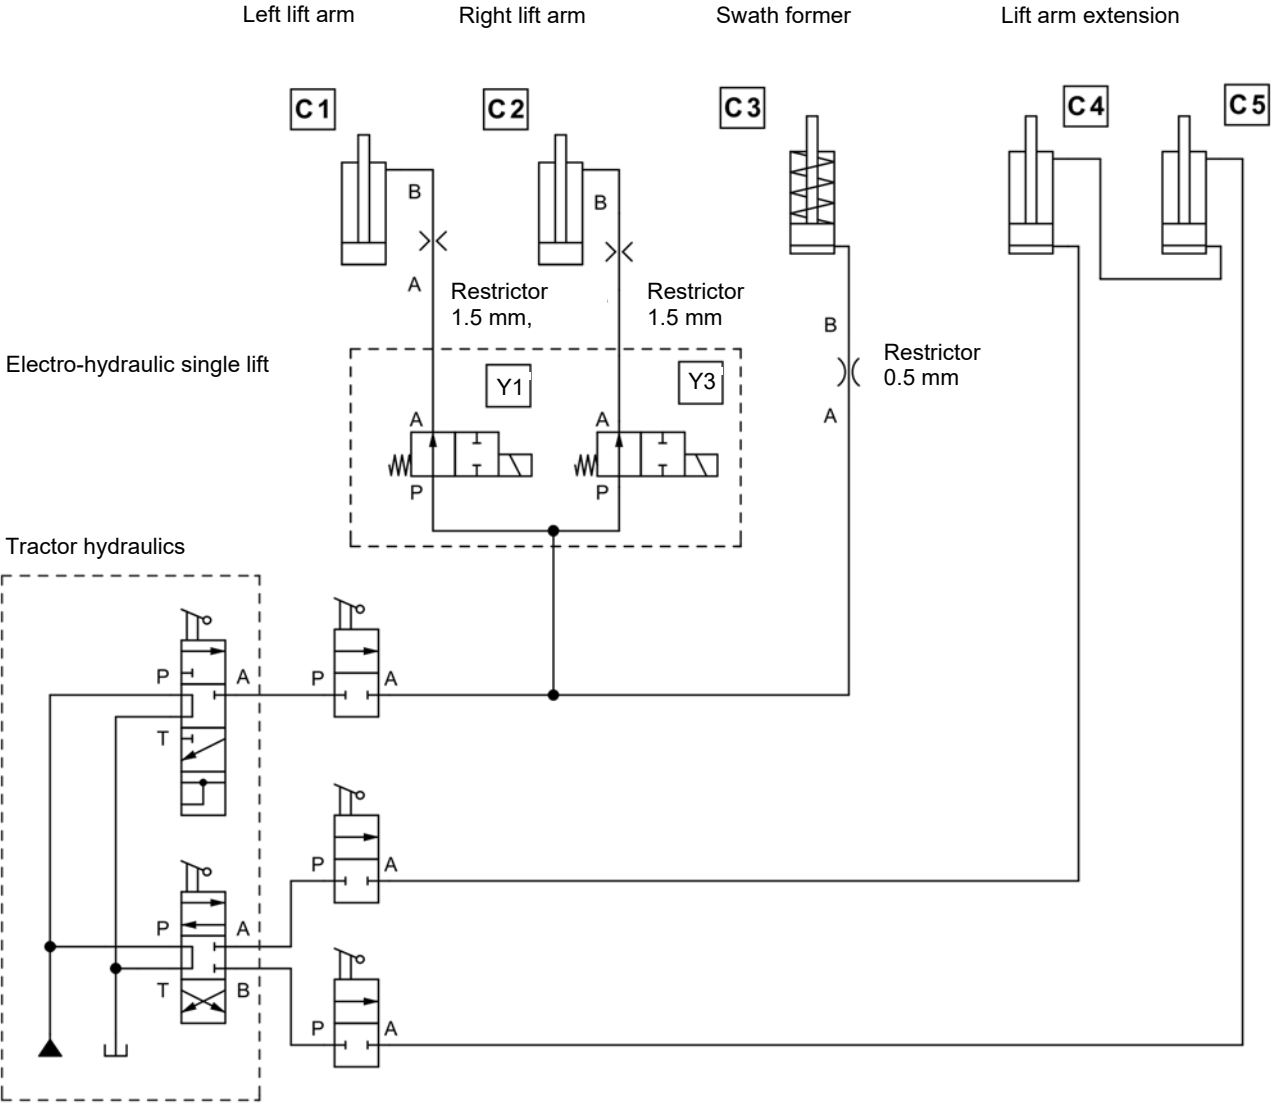 Left lift arm
Right lift arm
Swath former
Lift arm extension
C1
C2
C3
C4
C5
B
B
A
Restrictor
1.5 mm,
Restrictor
1.5 mm
B
Restrictor
0.5 mm
A
Electro-hydraulic single lift
Y1
Y3
A
A
P
P
Tractor hydraulics
P
A
P
A
T
P
A
P
A
T
B
P
A